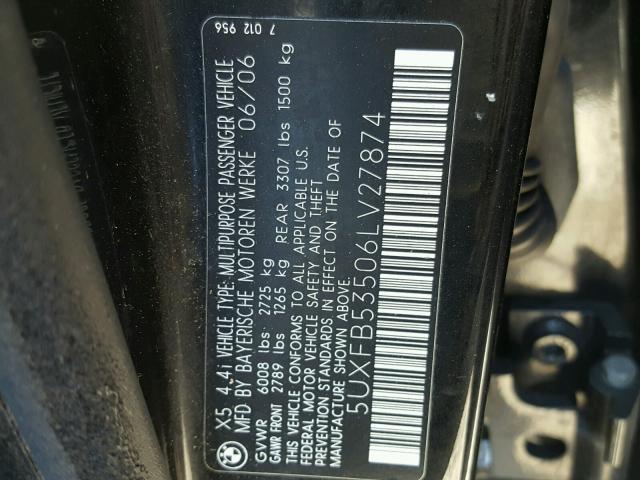 X5 4.4i VEHICLE TYPE: MULTIPURPOSE PASSENGER VEHICLE 7 012 956
MFD BY BAYERISCHE MOTOREN WERKE 06/06
GVWR 6008 lbs 2725 kg
GAWR FRONT 2789 lbs 1265 kg REAR 3307 lbs 1500 kg
THIS VEHICLE CONFORMS TO ALL APPLICABLE U.S.
FEDERAL MOTOR VEHICLE SAFETY AND THEFT
PREVENTION STANDARDS IN EFFECT ON THE DATE OF
MANUFACTURE SHOWN ABOVE.
5UXFB53506LV27874